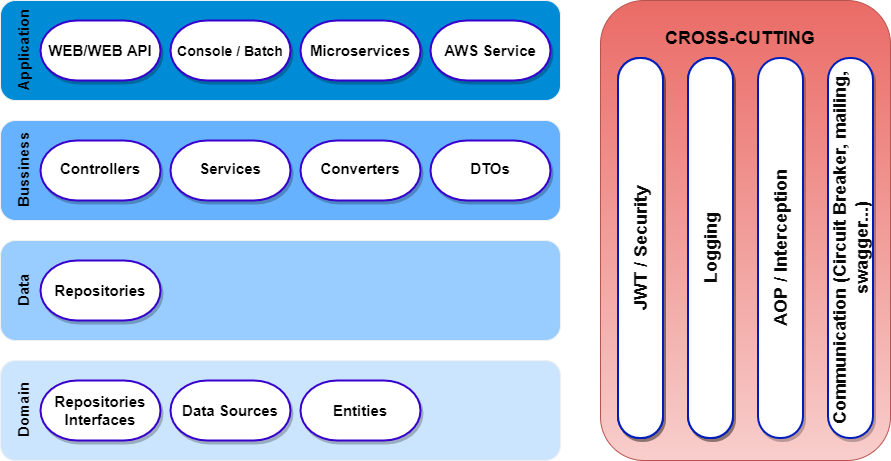 Application
WEB/WEB API
Console / Batch
Microservices
AWS Service
Bussiness
Controllers
Services
Converters
DTOs
Data
Repositories
Domain
Repositories
Interfaces
Data Sources
Entities
CROSS-CUTTING
JWT / Security
Logging
AOP / Interception
Communication (Circuit Breaker, mailing,
swagger...)